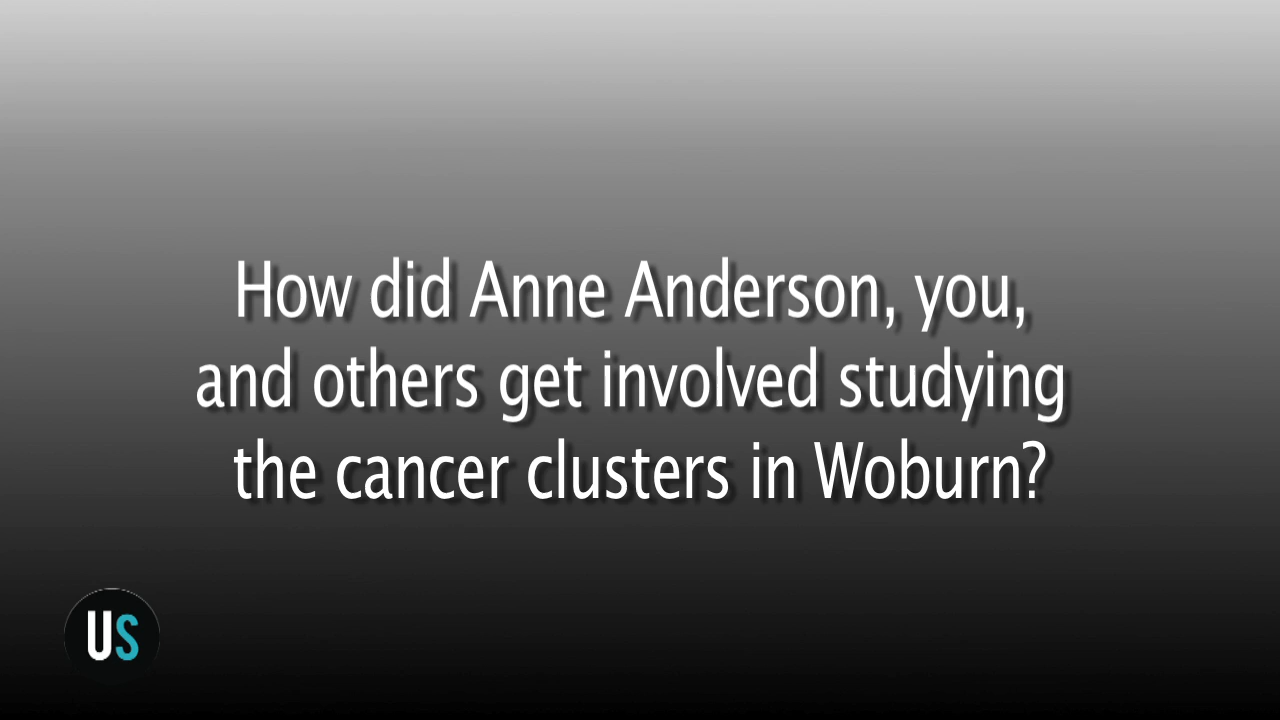 How did Anne Anderson, you,
and others get involved studying
the cancer clusters in Woburn?
US